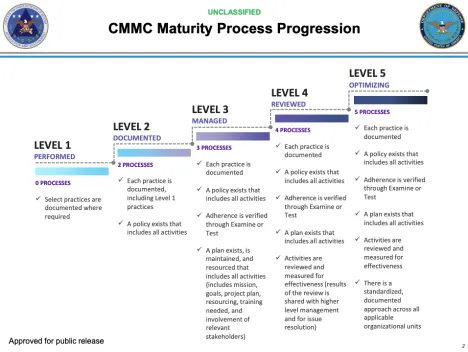 UNCLASSIFIED
CMMC Maturity Process Progression
LEVEL 1
PERFORMED
0 PROCESSES
✓ Select practices are
documented where
required
LEVEL 2
DOCUMENTED
2 PROCESSES
✓ Each practice is
documented,
including Level 1
practices
✓ A policy exists that
includes all activities
LEVEL 3
MANAGED
3 PROCESSES
✓ Each practice is
documented
✓ A policy exists that
includes all activities
✓ Adherence is verified
through Examine or
Test
✓ A plan exists, is
maintained, and
resourced that
includes all activities
(includes mission,
goals, project plan,
resourcing, training
needed, and
involvement of
relevant
stakeholders)
LEVEL 4
REVIEWED
4 PROCESSES
✓ Each practice is
documented
✓ A policy exists that
includes all activities
✓ Adherence is verified
through Examine or
Test
✓ A plan exists that
includes all activities
✓ Activities are
reviewed and
measured for
effectiveness (results
of the review is
shared with higher
level management
and for issue
resolution)
LEVEL 5
OPTIMIZING
5 PROCESSES
✓ Each practice is
documented
✓ A policy exists that
includes all activities
✓ Adherence is verified
through Examine or
Test
✓ A plan exists that
includes all activities
✓ Activities are
reviewed and
measured for
effectiveness
✓ There is a
standardized,
documented
approach across all
applicable
organizational units
Approved for public release
2